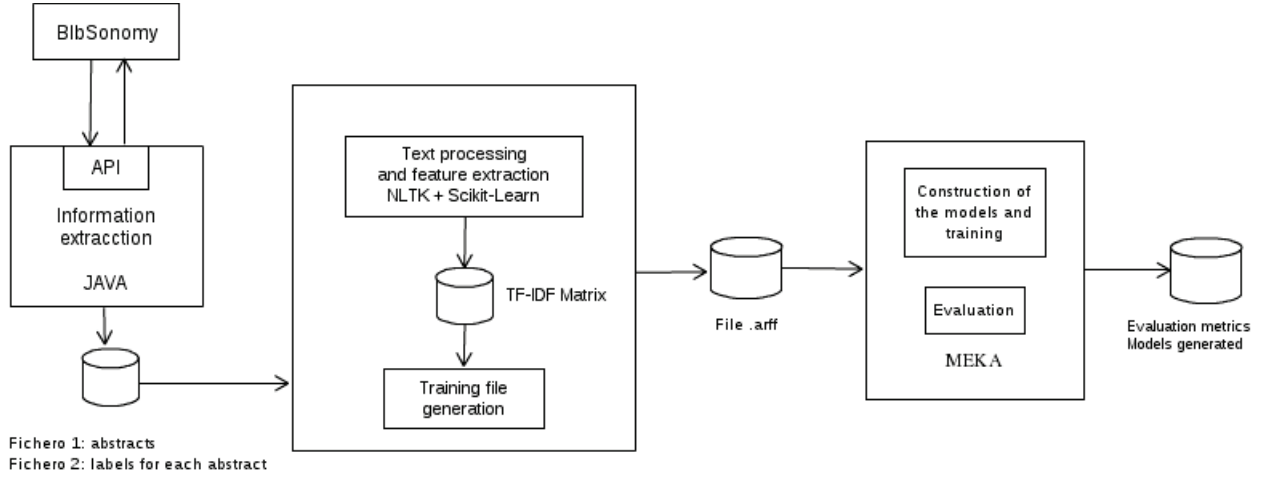 BIbSonomy
API
Information
extracction
JAVA
Fichero 1: abstracts
Fichero 2: labels for each abstract
Text processing
and feature extraction
NLTK + Scikit-Learn
TF-IDF Matrix
Training file
generation
File .arff
Construction of
the models and
training
Evaluation
MEKA
Evaluation metrics
Models generated